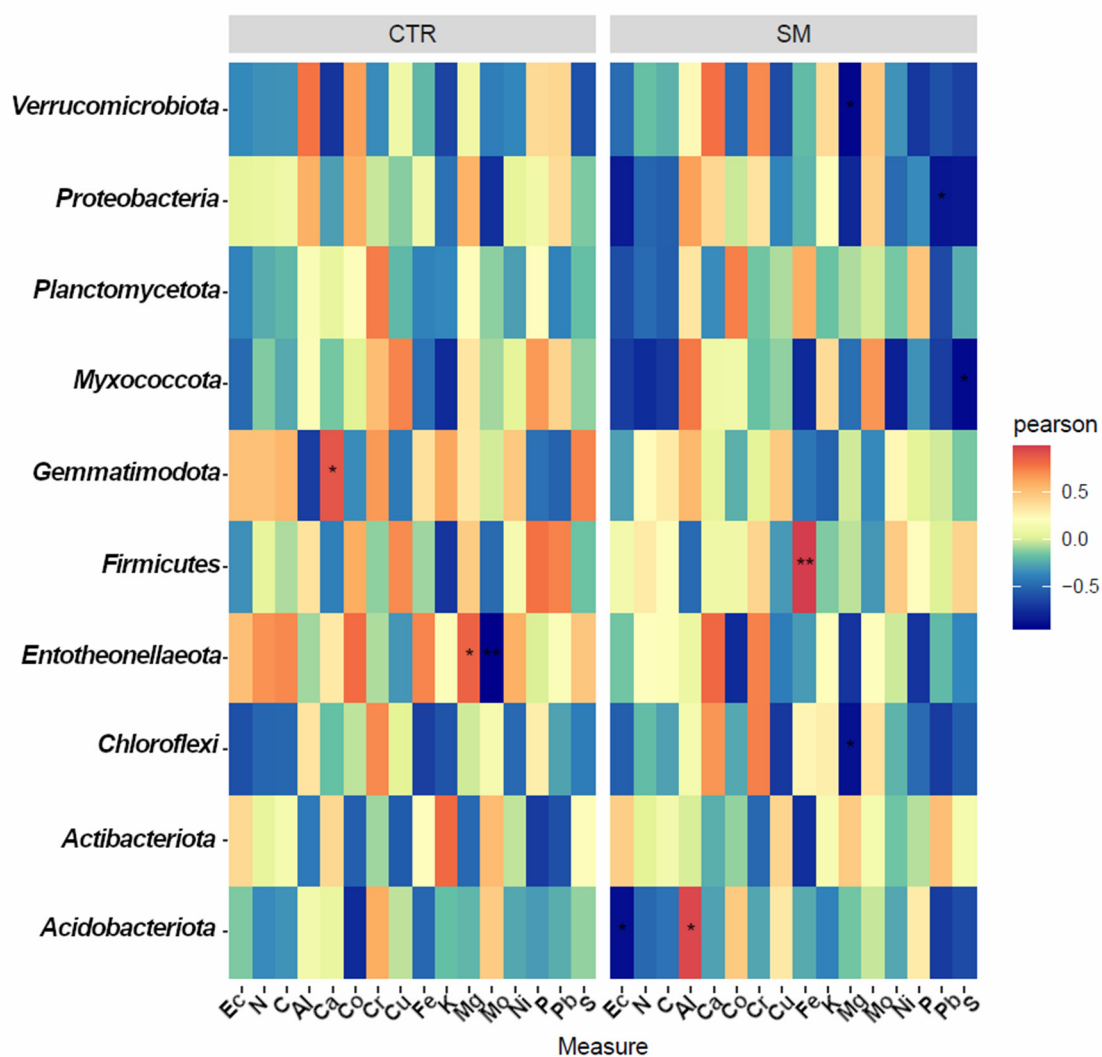 CTR SM
Verrucomicrobiota
*
Proteobacteria
*
Planctomycetota
Myxococcota
*
Gemmatimodota
*
Firmicutes
**
Entotheonellaeota
* **
Chloroflexi
*
Actibacteriota
Acidobacteriota
* *
pearson
0.5
0.0
−0.5
Ec N C Al Ca Co Cr Cu Fe K Mg Mo Ni P Pb S Ec N C Al Ca Co Cr Cu Fe K Mg Mo Ni P Pb S
Measure